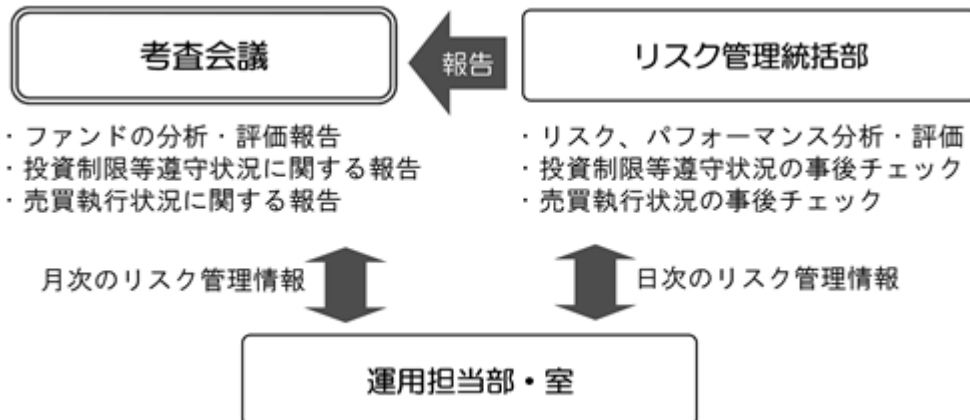 考査会議
報告
リスク管理統括部
・ファンドの分析・評価報告
・投資制限等遵守状況に関する報告
・売買執行状況に関する報告
・リスク、パフォーマンス分析・評価
・投資制限等遵守状況の事後チェック
・売買執行状況の事後チェック
月次のリスク管理情報
日次のリスク管理情報
運用担当部・室